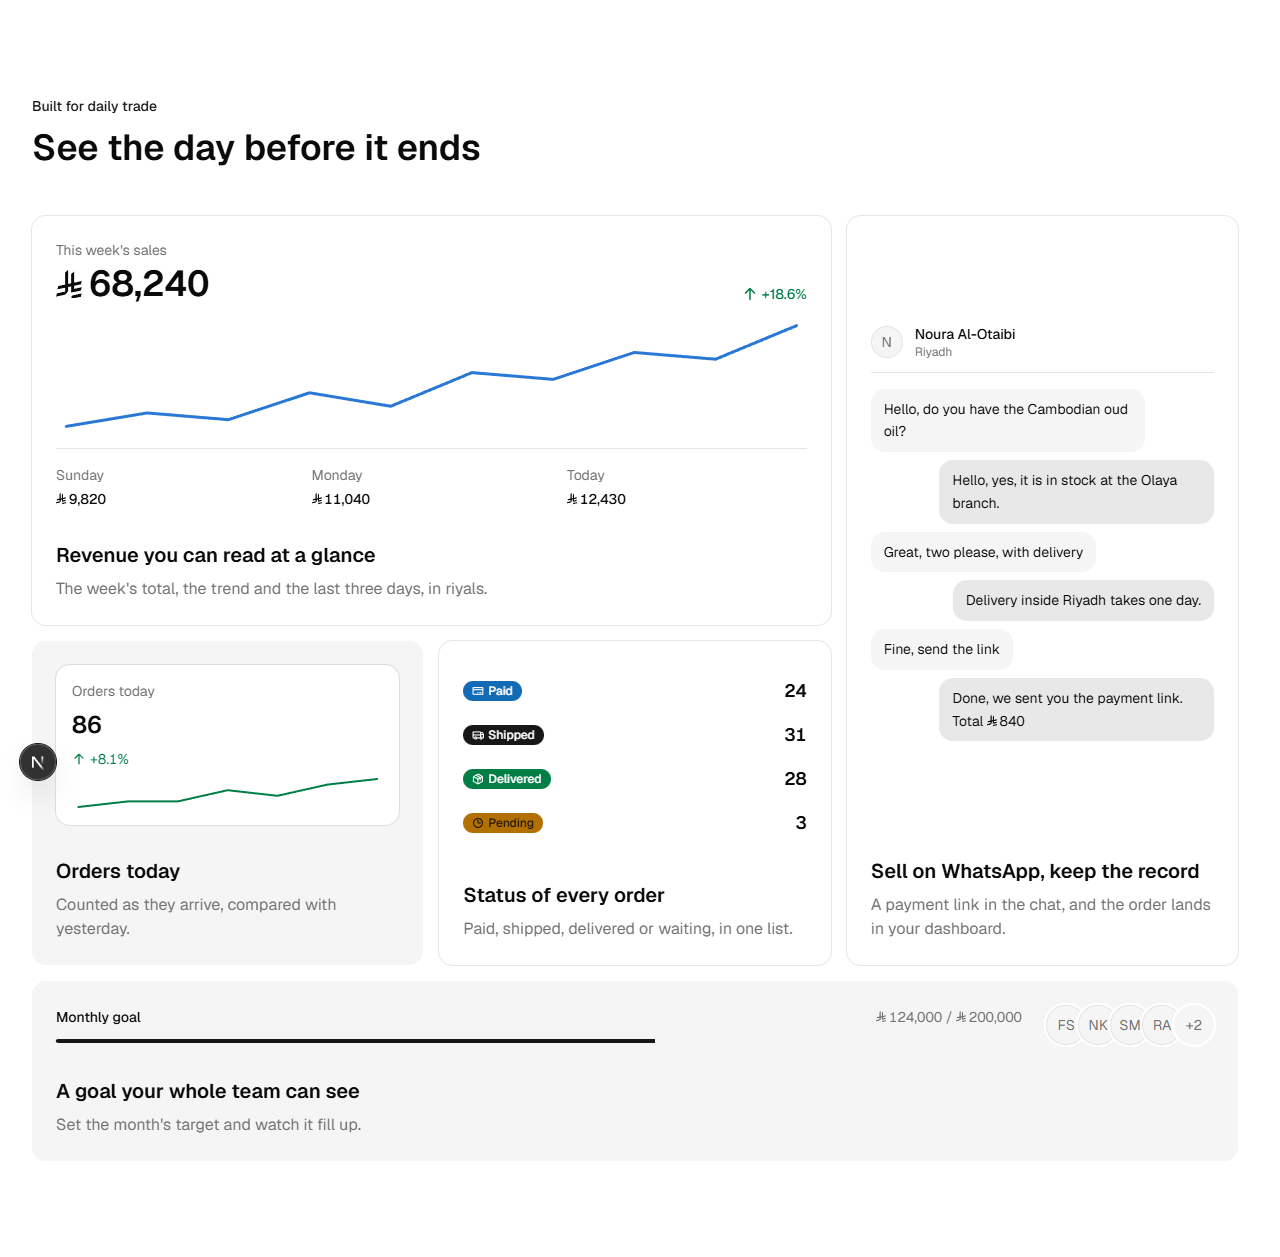 Built for daily trade
See the day before it ends
This week's sales
⃁ 68,240
+18.6%
Sunday
⃁ 9,820
Monday
⃁ 11,040
Today
⃁ 12,430
Revenue you can read at a glance
The week's total, the trend and the last three days, in riyals.
N
Noura Al-Otaibi
Riyadh
Hello, do you have the Cambodian oud
oil?
Hello, yes, it is in stock at the Olaya
branch.
Great, two please, with delivery
Delivery inside Riyadh takes one day.
Fine, send the link
Done, we sent you the payment link.
Total ⃁ 840
Sell on WhatsApp, keep the record
A payment link in the chat, and the order lands
in your dashboard.
Orders today
86
+8.1%
N
Orders today
Counted as they arrive, compared with
yesterday.
Paid 24
Shipped 31
Delivered 28
Pending 3
Status of every order
Paid, shipped, delivered or waiting, in one list.
Monthly goal
⃁ 124,000 / ⃁ 200,000
FS NK SM RA +2
A goal your whole team can see
Set the month's target and watch it fill up.